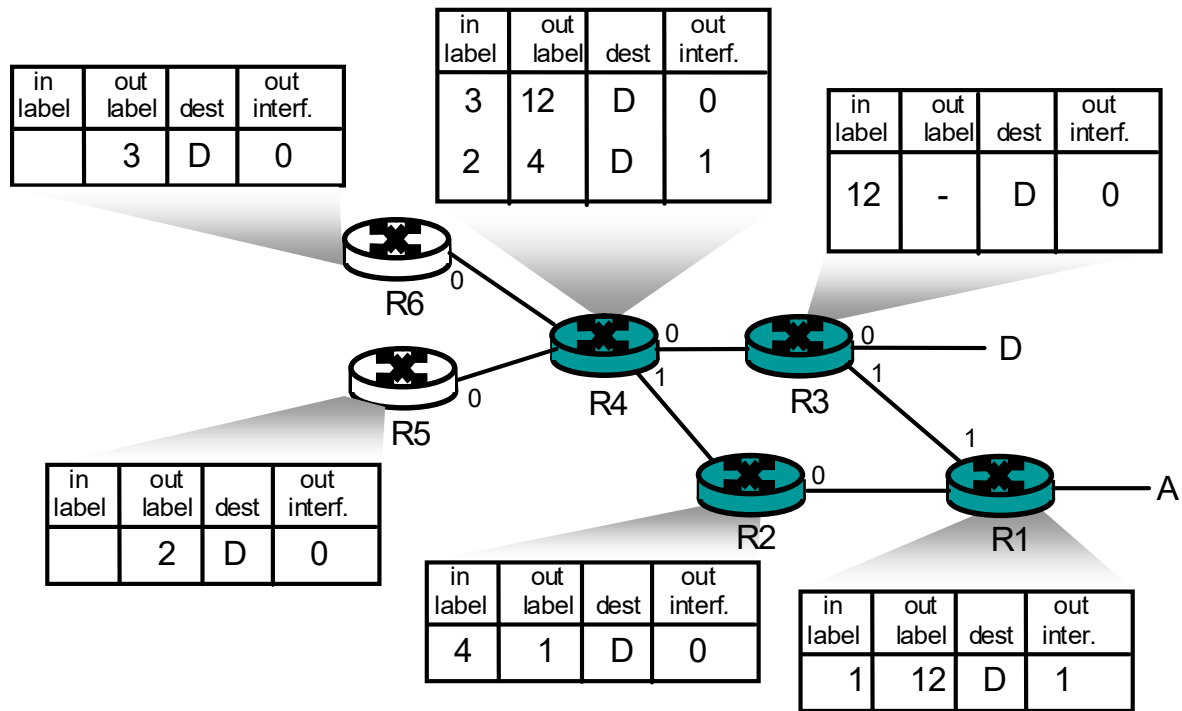 in out out
label label dest interf.
3 12 D 0
2 4 D 1
in out out
label label dest interf.
3 D 0
in out out
label label dest interf.
12 - D 0
0
R6
0
0
D
1
1
R4
R3
0
R5
1
in out out
label label dest interf.
2 D 0
0
A
R2
R1
in out out
label label dest interf.
4 1 D 0
in out out
label label dest inter.
1 12 D 1